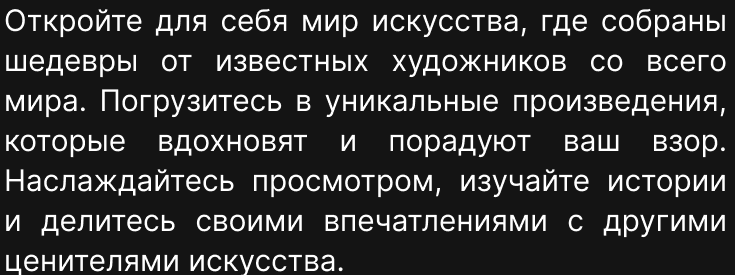 Откройте для себя мир искусства, где собраны
шедевры от известных художников со всего
мира. Погрузитесь в уникальные произведения,
которые вдохновят и порадуют ваш взор.
Наслаждайтесь просмотром, изучайте истории
и делитесь своими впечатлениями с другими
ценителями искусства.